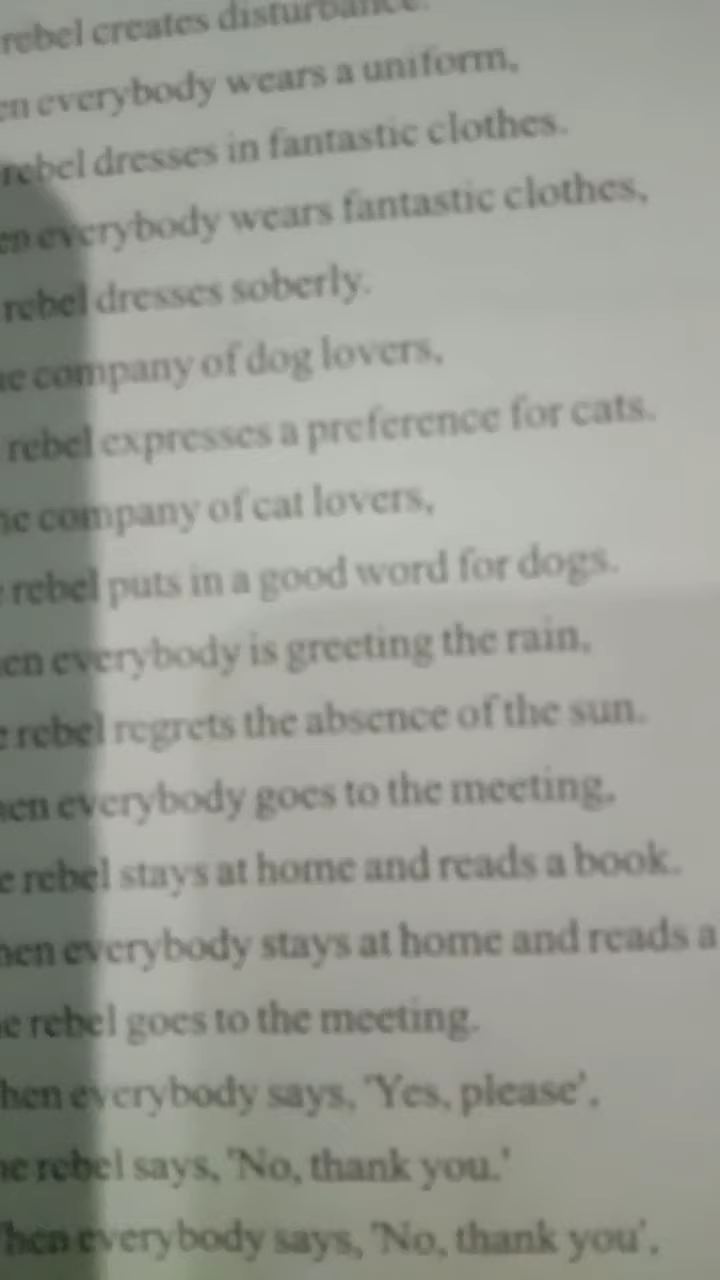 rebel creates disturbance.
en everybody wears a uniform,
rebel dresses in fantastic clothes.
en everybody wears fantastic clothes,
rebel dresses soberly.
e company of dog lovers,
rebel expresses a preference for cats.
he company of cat lovers,
rebel puts in a good word for dogs.
en everybody is greeting the rain,
e rebel regrets the absence of the sun.
hen everybody goes to the meeting,
e rebel stays at home and reads a book.
hen everybody stays at home and reads a
e rebel goes to the meeting.
hen everybody says, 'Yes, please',
he rebel says, 'No, thank you.'
hen everybody says, 'No, thank you',